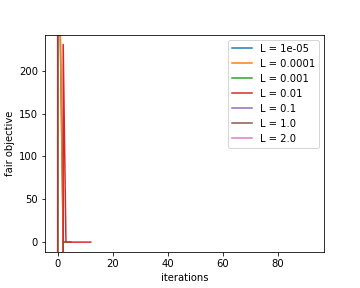 L = 1e-05
L = 0.0001
L = 0.001
L = 0.01
L = 0.1
L = 1.0
L = 2.0
fair objective
200
150
100
50
0
0 20 40 60 80
iterations